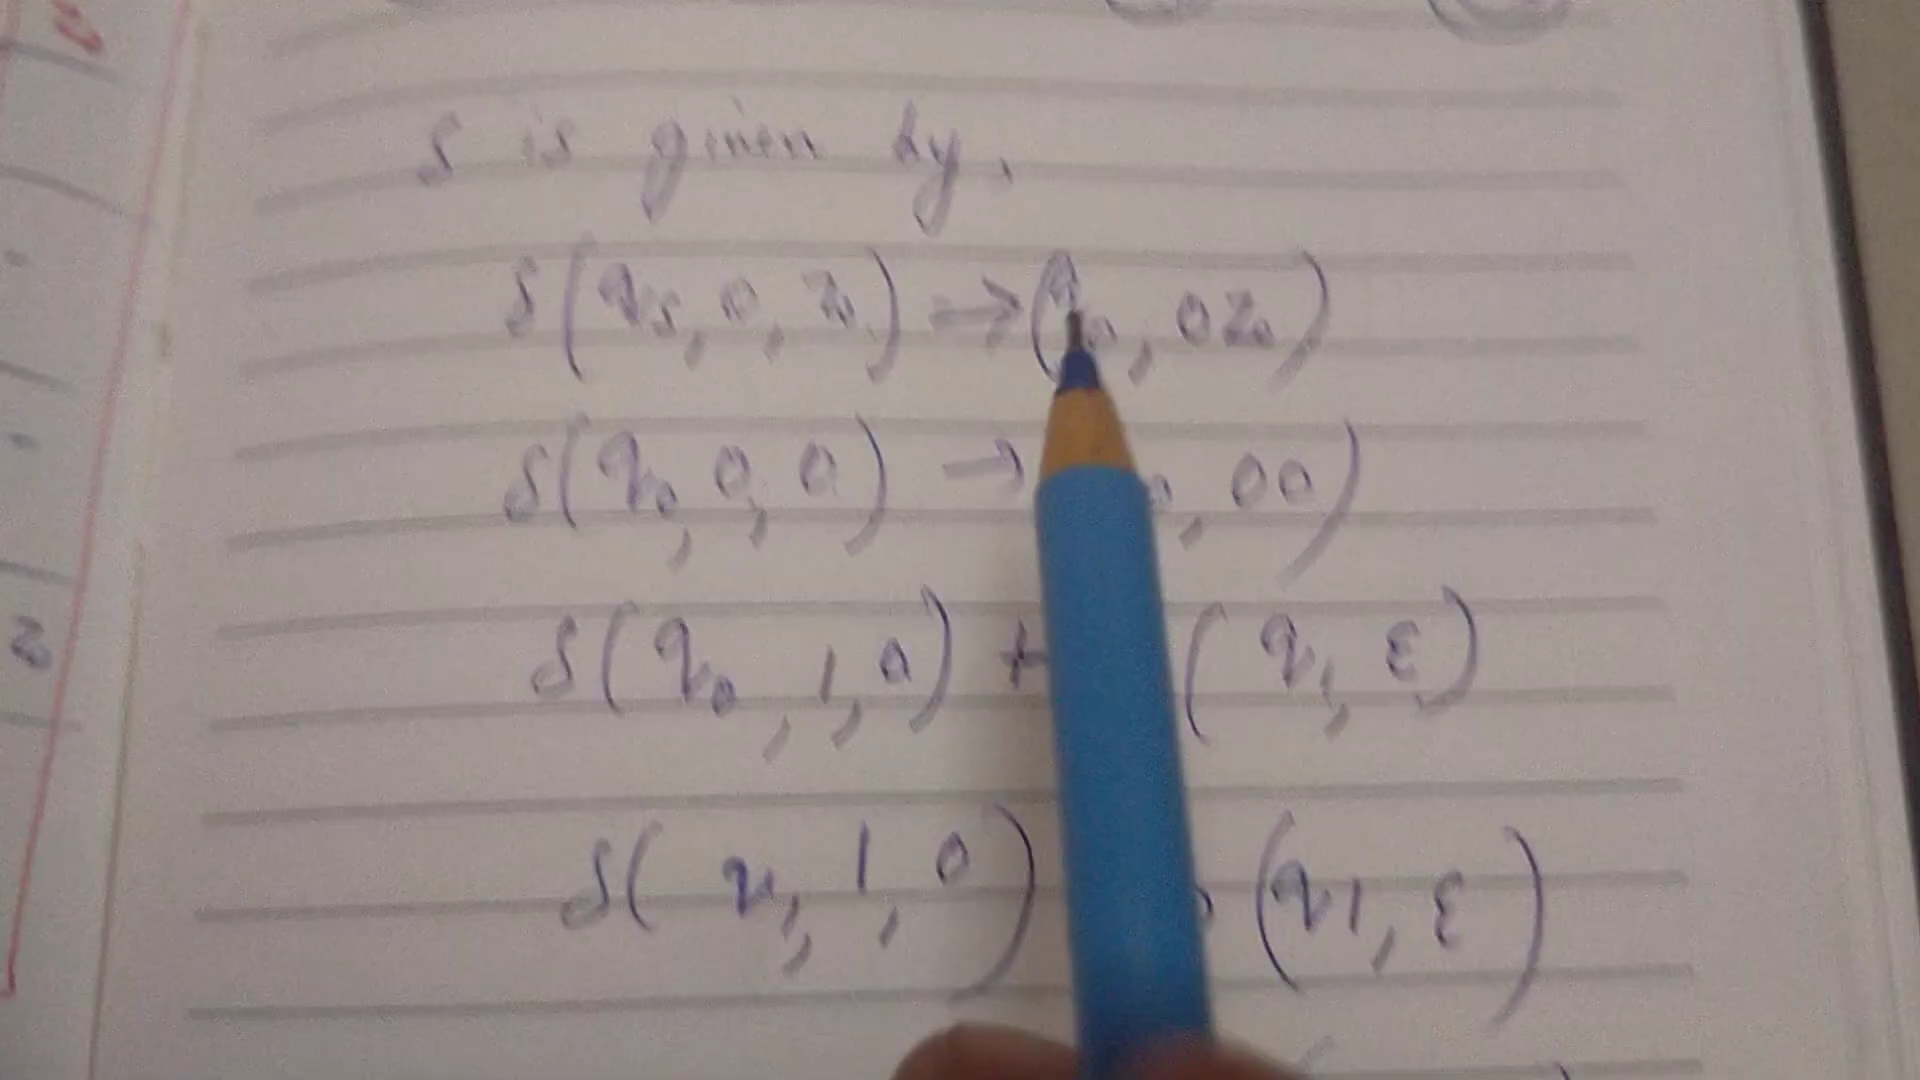 δ is given by,
δ(qs, 0, z0) → (q0, 0z0)
δ(q0, 0, 0) → 0, 00)
δ(q0, 1, 0) → (q1, ε)
δ(q1, 1, 0) (q1, ε)